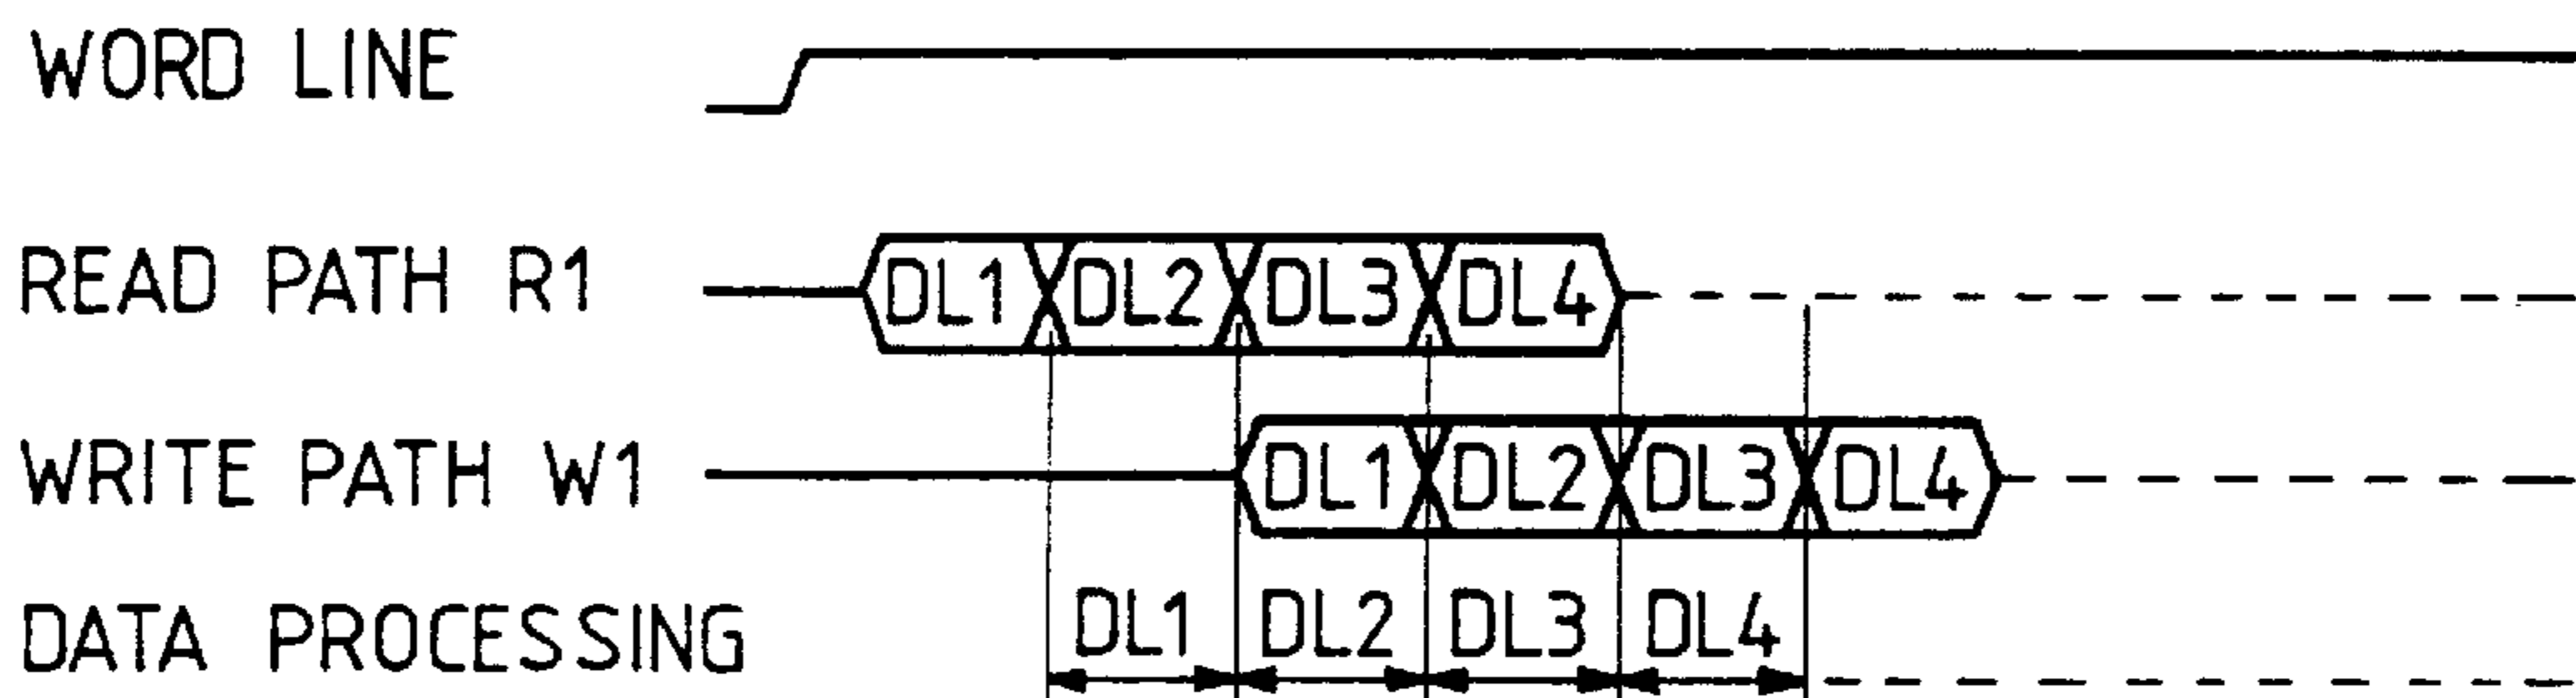 WORD LINE
READ PATH R1 DL1 DL2 DL3 DL4
WRITE PATH W1 DL1 DL2 DL3 DL4
DATA PROCESSING DL1 DL2 DL3 DL4